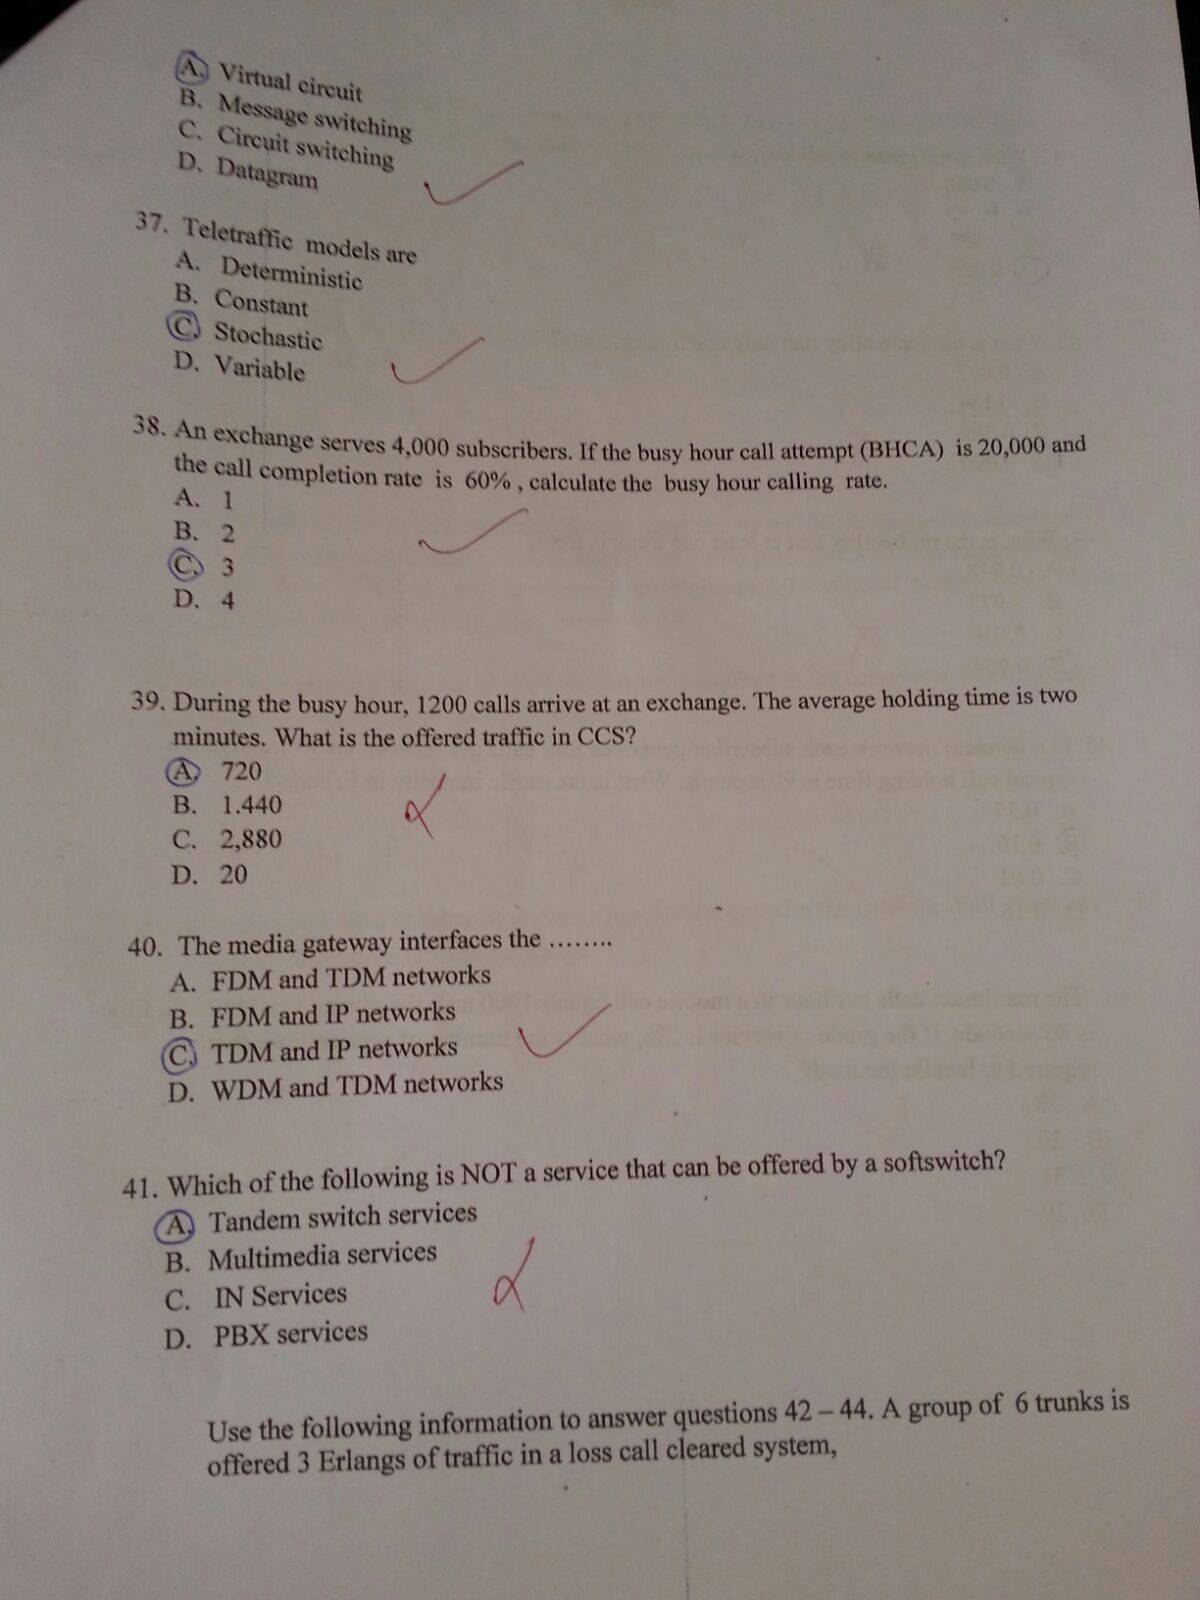 A. Virtual circuit
B. Message switching
C. Circuit switching
D. Datagram
37. Teletraffic models are
A. Deterministic
B. Constant
C. Stochastic
D. Variable
38. An exchange serves 4,000 subscribers. If the busy hour call attempt (BHCA) is 20,000 and
the call completion rate is 60% , calculate the busy hour calling rate.
A. 1
B. 2
C. 3
D. 4
39. During the busy hour, 1200 calls arrive at an exchange. The average holding time is two
minutes. What is the offered traffic in CCS?
A. 720
B. 1.440
C. 2,880
D. 20
40. The media gateway interfaces the ........
A. FDM and TDM networks
B. FDM and IP networks
C. TDM and IP networks
D. WDM and TDM networks
41. Which of the following is NOT a service that can be offered by a softswitch?
A. Tandem switch services
B. Multimedia services
C. IN Services
D. PBX services
Use the following information to answer questions 42 – 44. A group of 6 trunks is
offered 3 Erlangs of traffic in a loss call cleared system,